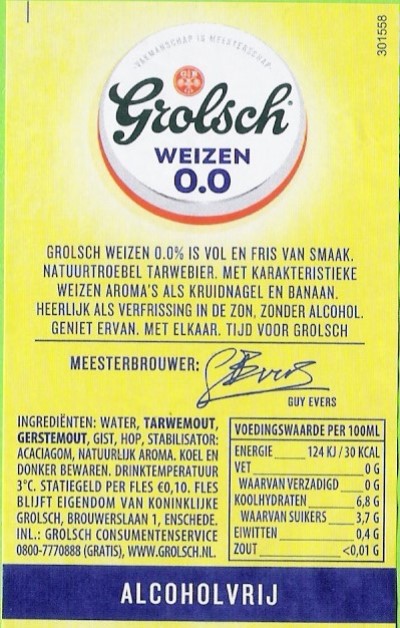 301558
VAKMANSCHAP IS MEESTERSCHAP
Grolsch
WEIZEN
0.0
GROLSCH WEIZEN 0.0% IS VOL EN FRIS VAN SMAAK.
NATUURTROEBEL TARWEBIER. MET KARAKTERISTIEKE
WEIZEN AROMA'S ALS KRUIDNAGEL EN BANAAN.
HEERLIJK ALS VERFRISSING IN DE ZON, ZONDER ALCOHOL.
GENIET ERVAN. MET ELKAAR. TIJD VOOR GROLSCH
MEESTERBROUWER:
GUY EVERS
INGREDIËNTEN: WATER, TARWEMOUT,
GERSTEMOUT, GIST, HOP, STABILISATOR:
ACACIAGOM, NATUURLIJK AROMA. KOEL EN
DONKER BEWAREN. DRINKTEMPERATUUR
3°C. STATIEGELD PER FLES €0,10. FLES
BLIJFT EIGENDOM VAN KONINKLIJKE
GROLSCH, BROUWERSLAAN 1, ENSCHEDE.
INL.: GROLSCH CONSUMENTENSERVICE
0800-7770888 (GRATIS), WWW.GROLSCH.NL.
VOEDINGSWAARDE PER 100ML
ENERGIE 124 KJ / 30 KCAL
VET 0 G
WAARVAN VERZADIGD 0 G
KOOLHYDRATEN 6,8 G
WAARVAN SUIKERS 3,7 G
EIWITTEN 0,4 G
ZOUT <0,01 G
ALCOHOLVRIJ